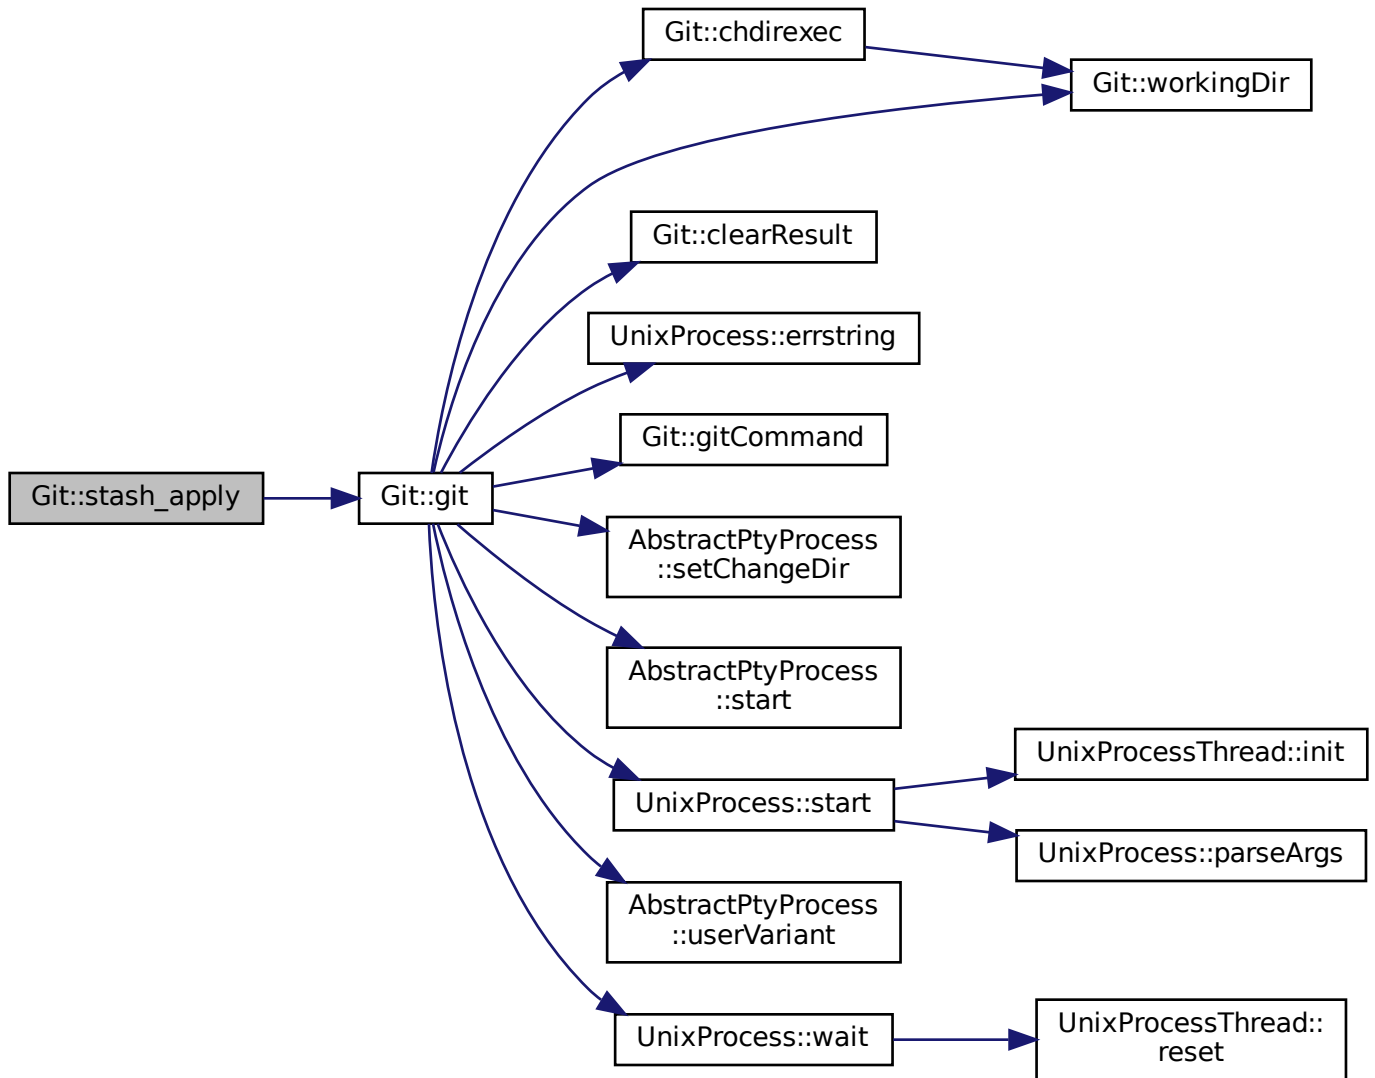 Git::chdirexec
Git::workingDir
Git::clearResult
UnixProcess::errstring
Git::gitCommand
Git::stash_apply
Git::git
AbstractPtyProcess
::setChangeDir
AbstractPtyProcess
::start
UnixProcessThread::init
UnixProcess::start
UnixProcess::parseArgs
AbstractPtyProcess
::userVariant
UnixProcess::wait
UnixProcessThread::
reset